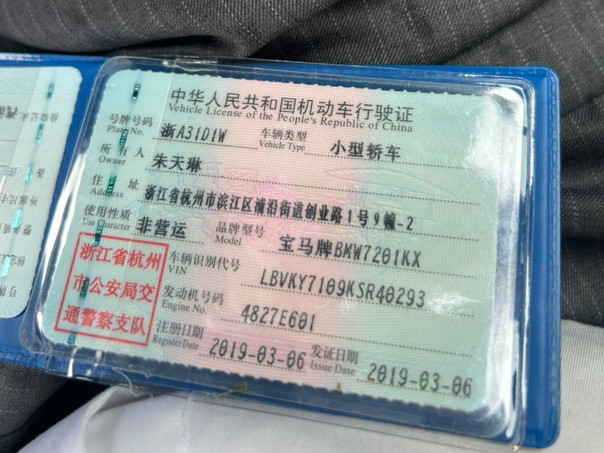 中华人民共和国机动车行驶证
Vehicle License of the People's Republic of China
号牌号码 浙A31D1W 车辆类型 小型轿车
Plate No. Vehicle Type
所有人 朱天琳
Owner
住址 浙江省杭州市滨江区浦沿街道创业路1号9幢-2
Address
使用性质 非营运 品牌型号 宝马牌BMW7201KX
Use Character Model
车辆识别代号 LBVKY7109KSR40293
VIN
发动机号码 4827E601
Engine No.
注册日期 2019-03-06 发证日期 2019-03-06
Register Date Issue Date
浙江省杭州
市公安局交
通警察支队